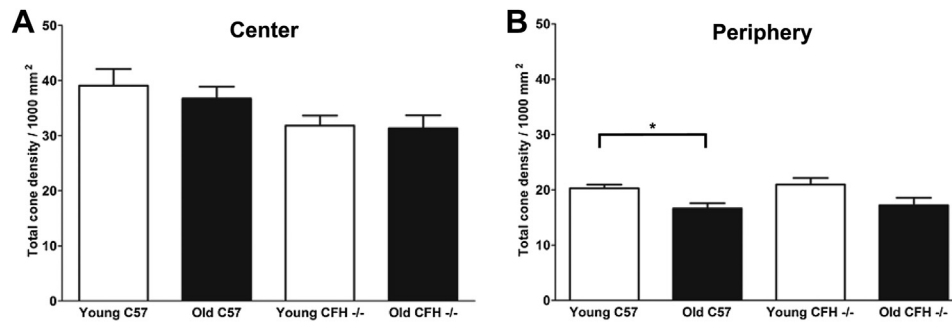 A
Center
Total cone density / 1000 mm²
50
40
30
20
10
0
Young C57 Old C57 Young CFH -/- Old CFH -/-
B
Periphery
Total cone density / 1000 mm²
50
40
30
20
10
0
*
Young C57 Old C57 Young CFH -/- Old CFH -/-